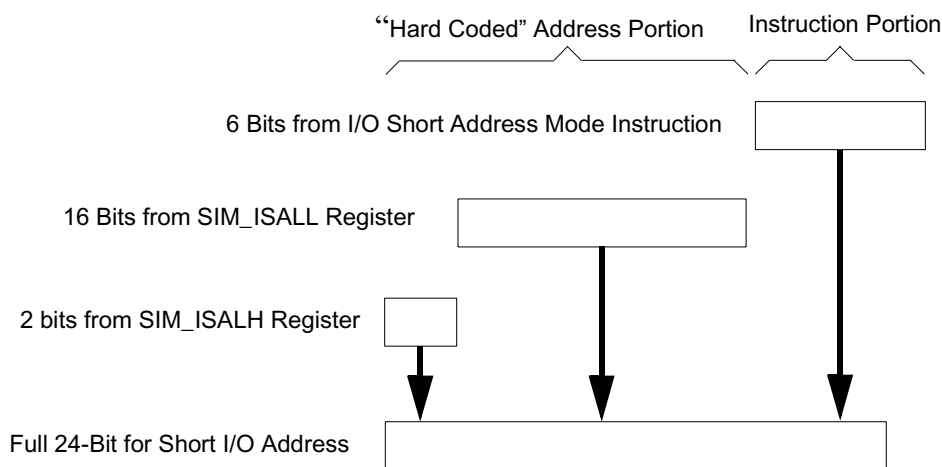 “Hard Coded” Address Portion
Instruction Portion
6 Bits from I/O Short Address Mode Instruction
16 Bits from SIM_ISALL Register
2 bits from SIM_ISALH Register
Full 24-Bit for Short I/O Address